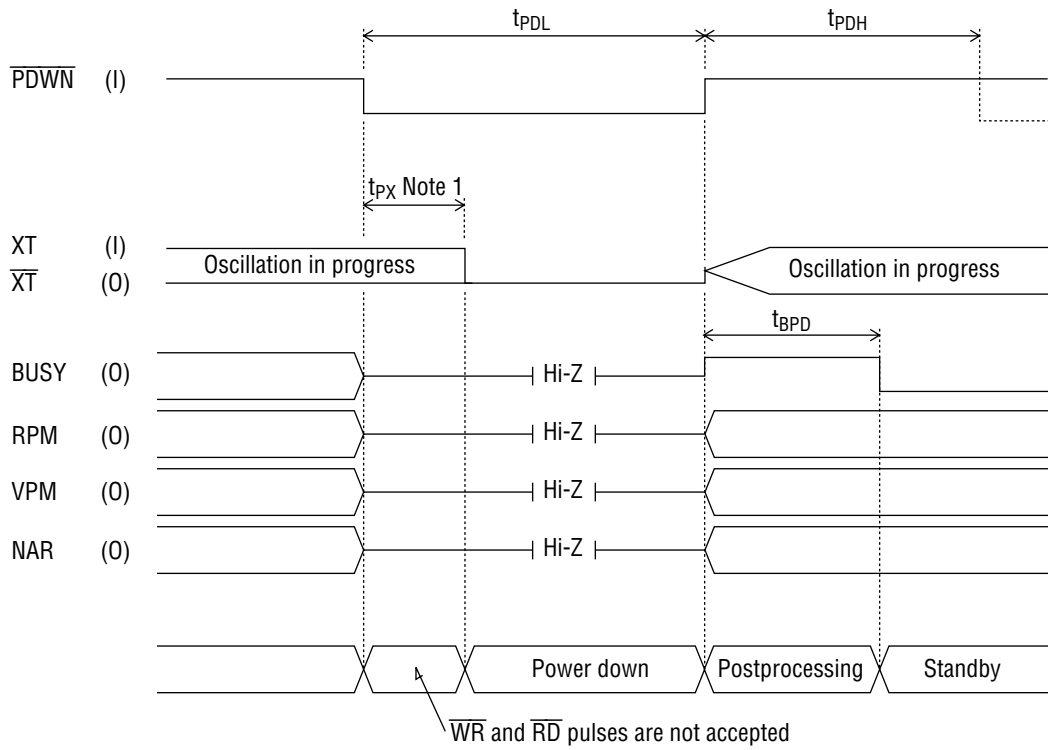 tPDL
tPDH
PDWN (I)
tPX Note 1
XT (I)
Oscillation in progress
Oscillation in progress
XT (O)
tBPD
BUSY (O)
Hi-Z
RPM (O)
Hi-Z
VPM (O)
Hi-Z
NAR (O)
Hi-Z
Power down
Postprocessing
Standby
WR and RD pulses are not accepted